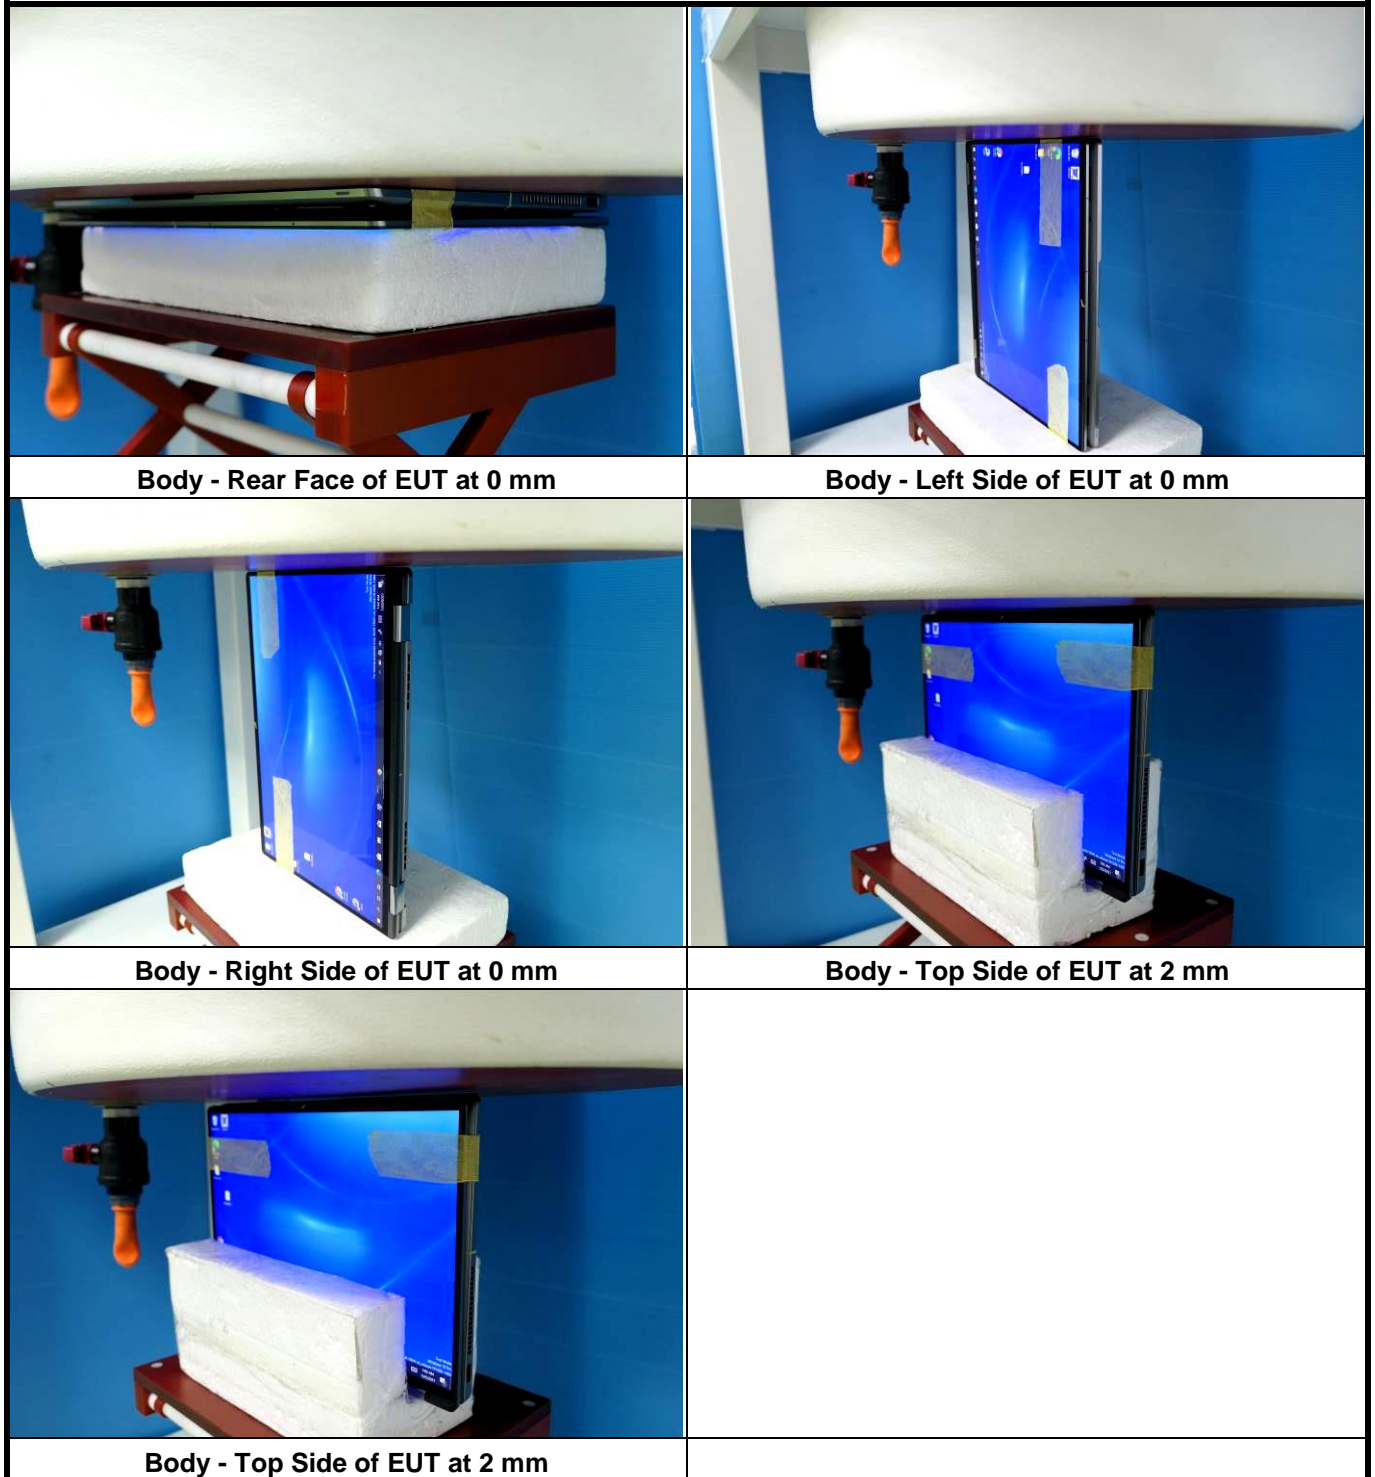 Body - Rear Face of EUT at 0 mm
Body - Left Side of EUT at 0 mm
Body - Right Side of EUT at 0 mm
Body - Top Side of EUT at 2 mm
Body - Top Side of EUT at 2 mm